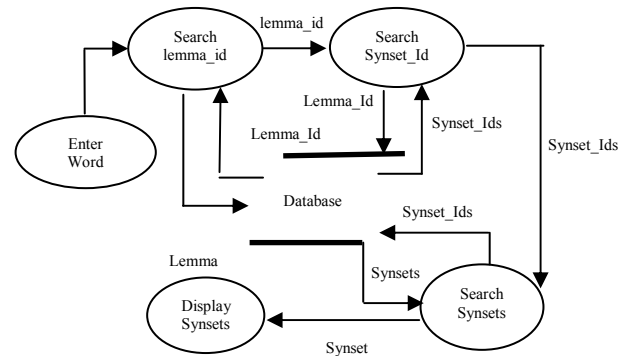 lemma_id
Search
lemma_id
Search
Synset_Id
Lemma_Id
Lemma_Id
Synset_Ids
Enter
Word
Synset_Ids
Database
Synset_Ids
Lemma
Synsets
Display
Synsets
Search
Synsets
Synset